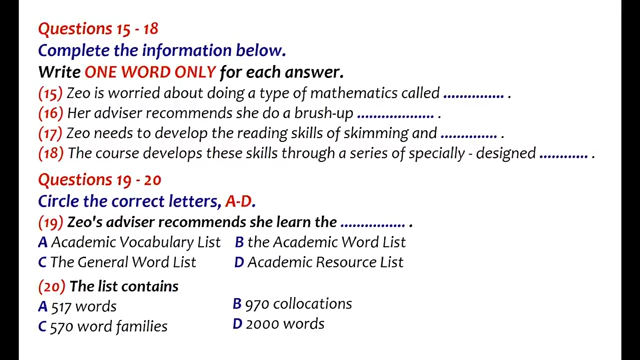 Questions 15 - 18
Complete the information below.
Write ONE WORD ONLY for each answer.
(15) Zeo is worried about doing a type of mathematics called ............... .
(16) Her adviser recommends she do a brush-up ................... .
(17) Zeo needs to develop the reading skills of skimming and ............. .
(18) The course develops these skills through a series of specially - designed ............ .
Questions 19 - 20
Circle the correct letters, A-D.
(19) Zeo's adviser recommends she learn the ................ .
A Academic Vocabulary List B the Academic Word List
C The General Word List D Academic Resource List
(20) The list contains
A 517 words B 970 collocations
C 570 word families D 2000 words